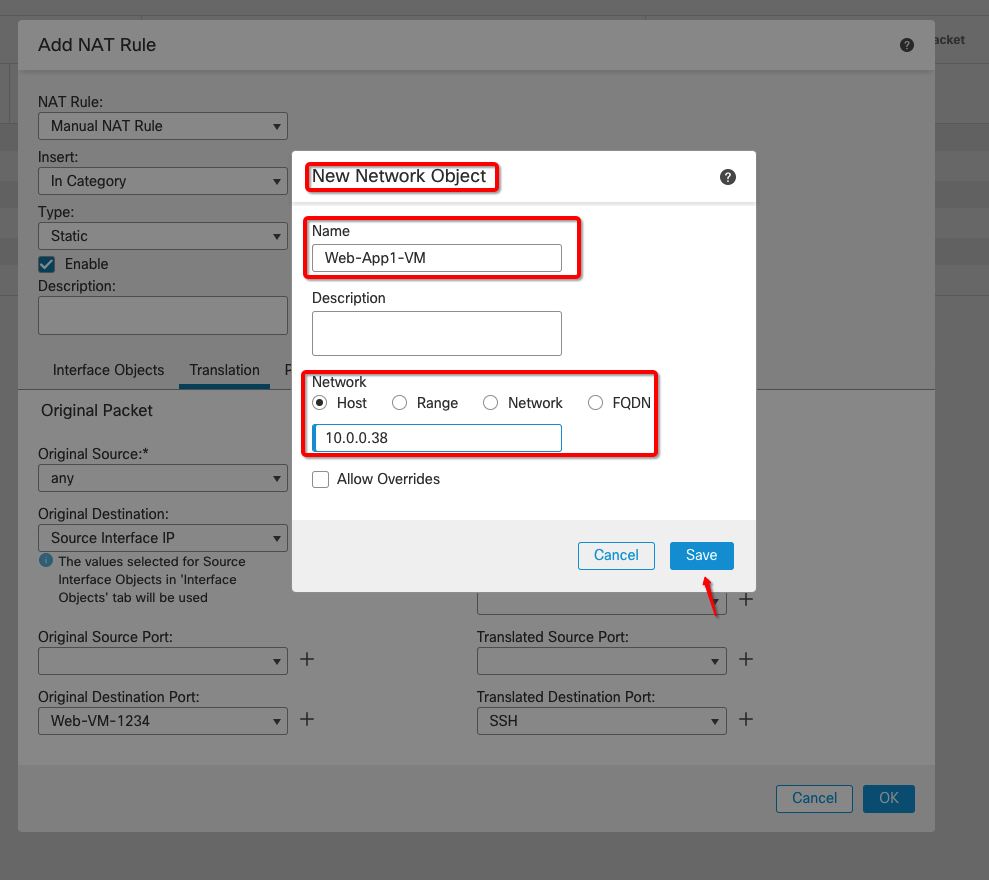 Add NAT Rule
acket
NAT Rule:
Manual NAT Rule
Insert:
In Category
Type:
Static
Enable
Description:
Interface Objects Translation
Original Packet
Original Source:*
any
Original Destination:
Source Interface IP
The values selected for Source
Interface Objects in 'Interface
Objects' tab will be used
Original Source Port:
Translated Source Port:
Original Destination Port:
Web-VM-1234
Translated Destination Port:
SSH
Cancel OK
New Network Object
Name
Web-App1-VM
Description
Network
Host Range Network FQDN
10.0.0.38
Allow Overrides
Cancel Save